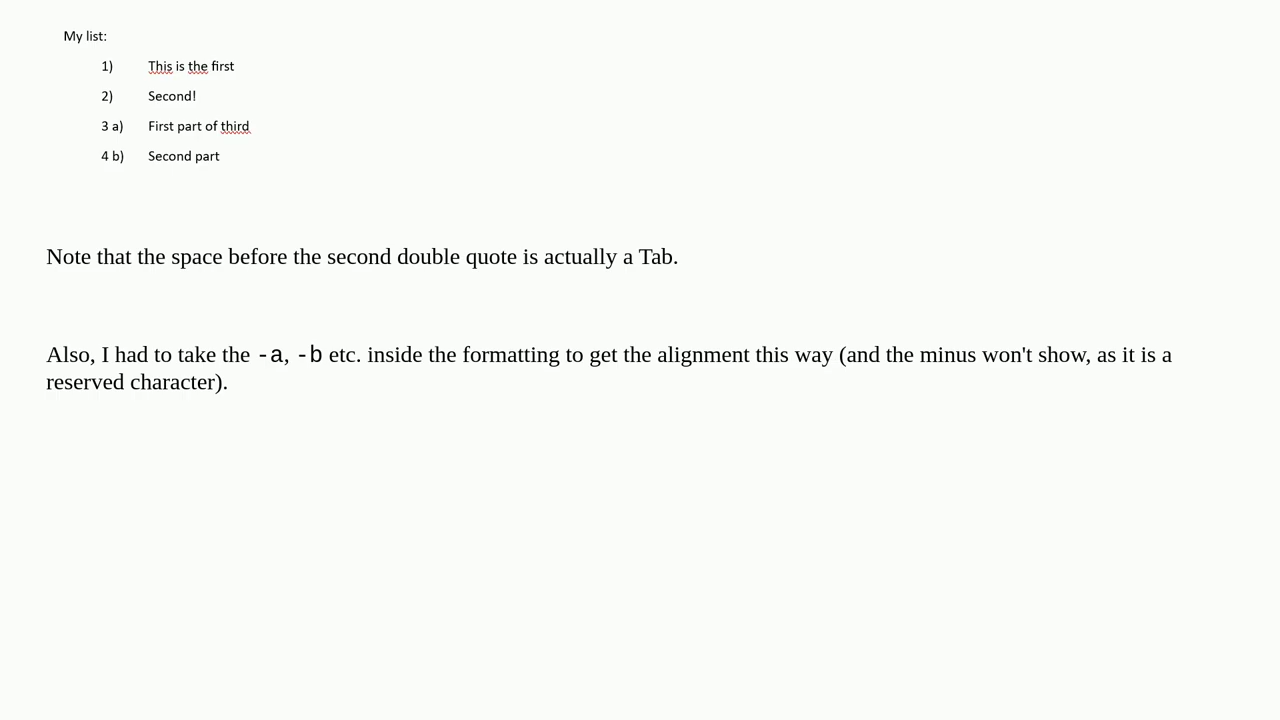 My list:
1) This is the first
2) Second!
3 a) First part of third
4 b) Second part
Note that the space before the second double quote is actually a Tab.
Also, I had to take the -a, -b etc. inside the formatting to get the alignment this way (and the minus won't show, as it is a
reserved character).